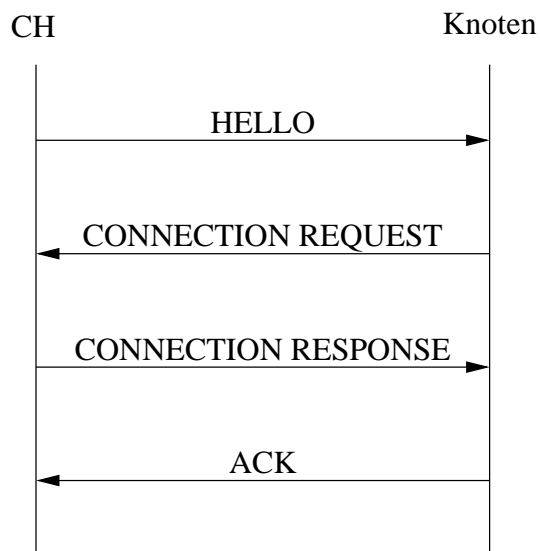 CH
Knoten
HELLO
CONNECTION REQUEST
CONNECTION RESPONSE
ACK